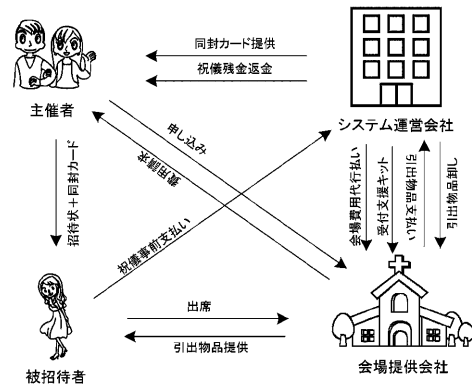 同封カード提供
祝儀残金返金
主催者
システム運営会社
申し込み
費用請求
招待状＋同封カード
祝儀事前支払い
会場費用代行払い
受付支援キット
引出物品支払い
引出物品卸し
出席
引出物品提供
被招待者
会場提供会社